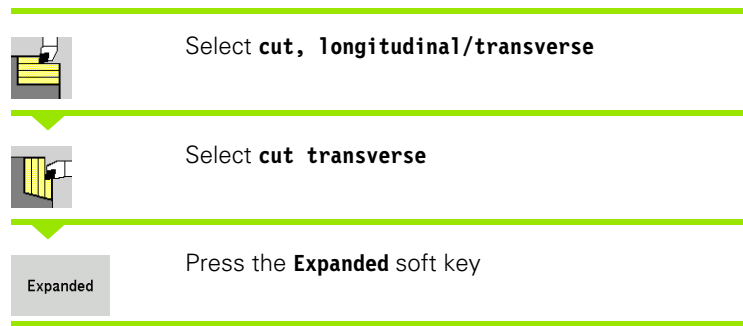 Select cut, longitudinal/transverse
Select cut transverse
Press the Expanded soft key
Expanded